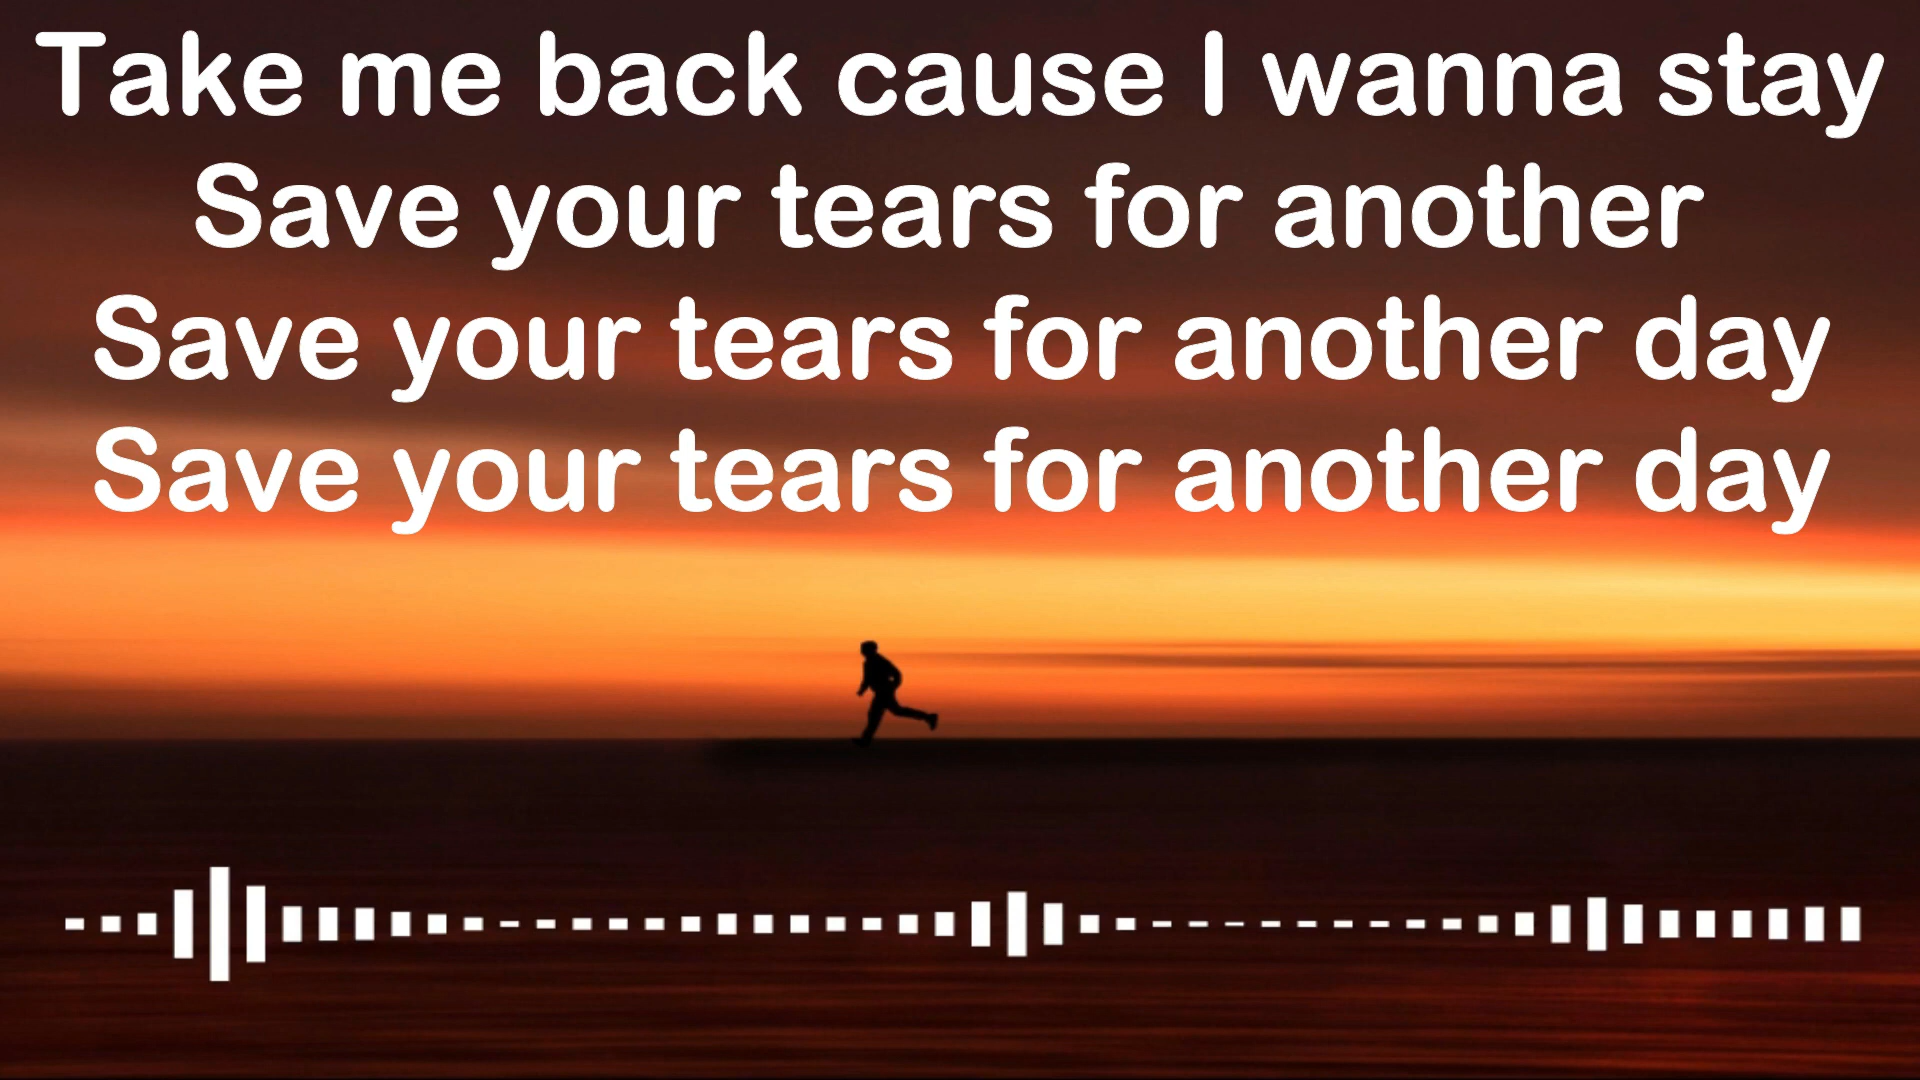 Take me back cause I wanna stay
Save your tears for another
Save your tears for another day
Save your tears for another day